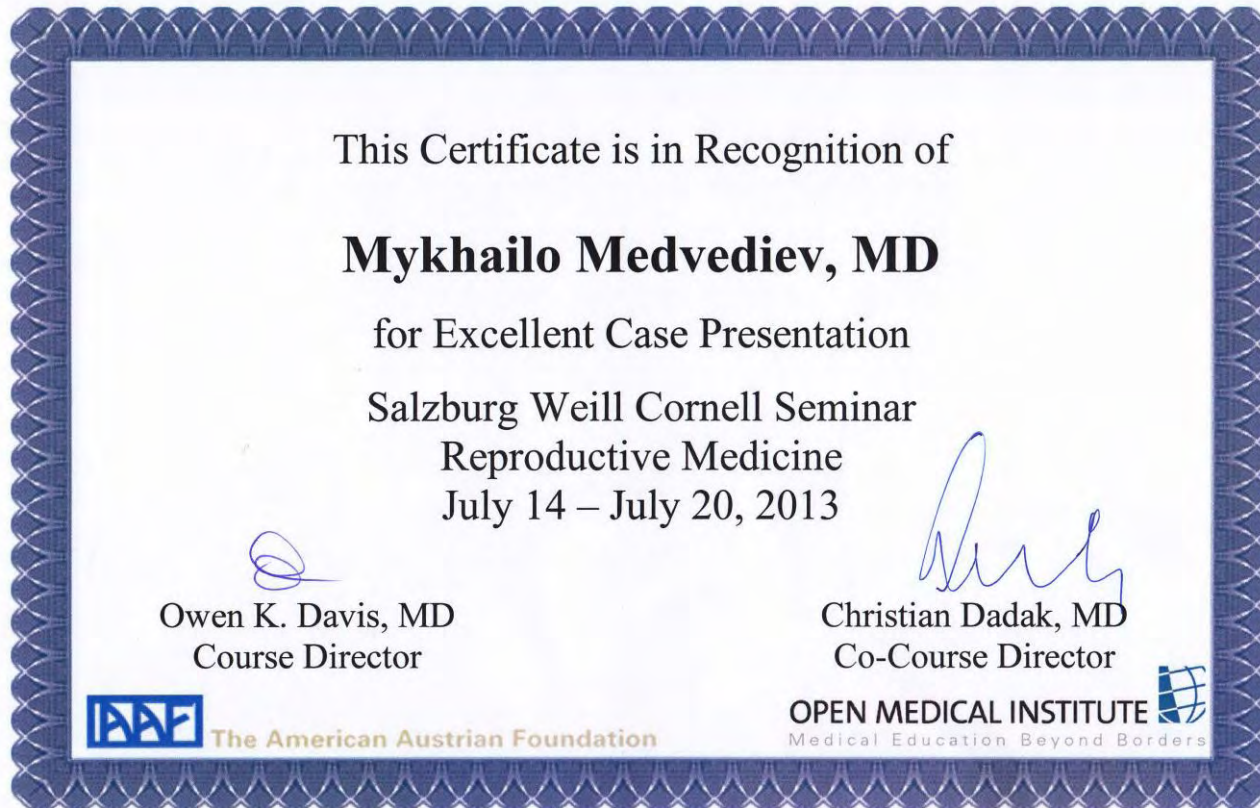 This Certificate is in Recognition of
Mykhailo Medvediev, MD
for Excellent Case Presentation
Salzburg Weill Cornell Seminar
Reproductive Medicine
July 14 – July 20, 2013
Owen K. Davis, MD
Course Director
Christian Dadak, MD
Co-Course Director
AAF The American Austrian Foundation
OPEN MEDICAL INSTITUTE
Medical Education Beyond Borders